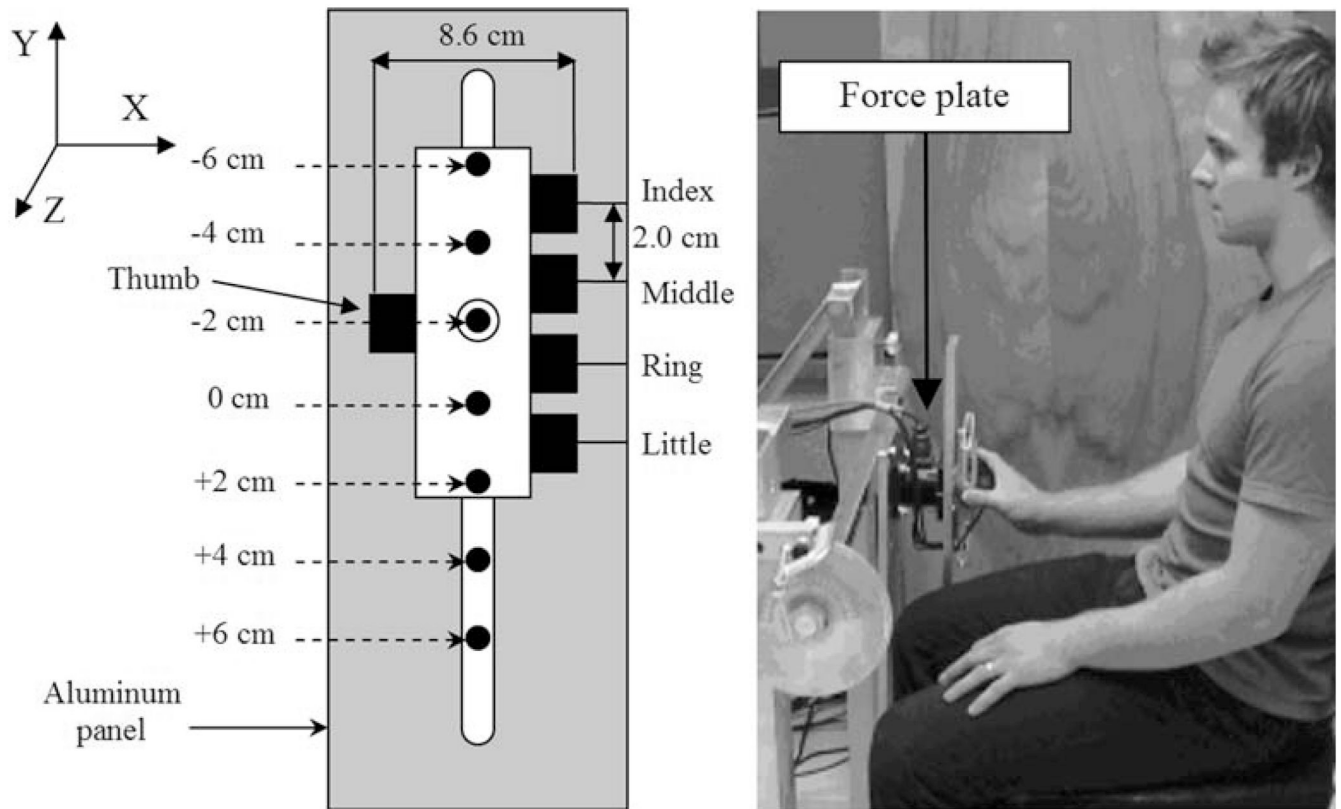 Y
X
Z
8.6 cm
-6 cm
Index
-4 cm
2.0 cm
Thumb
Middle
-2 cm
Ring
0 cm
Little
+2 cm
+4 cm
+6 cm
Aluminum
panel
Force plate